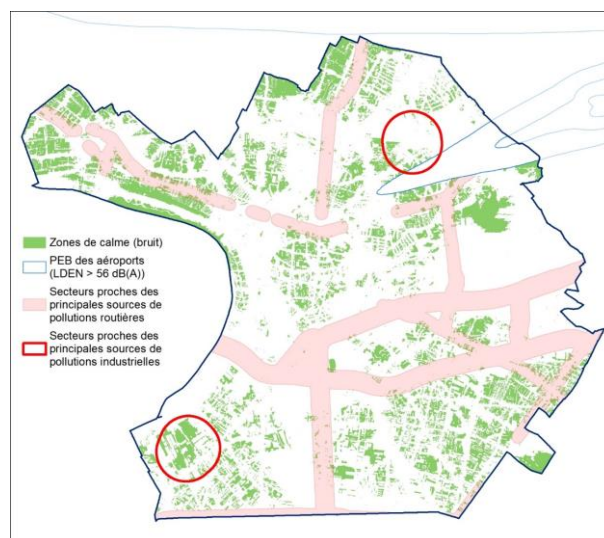 Zones de calme (bruit)
PEB des aéroports
(LDEN > 56 dB(A))
Secteurs proches des
principales sources de
pollutions routières
Secteurs proches des
principales sources de
pollutions industrielles